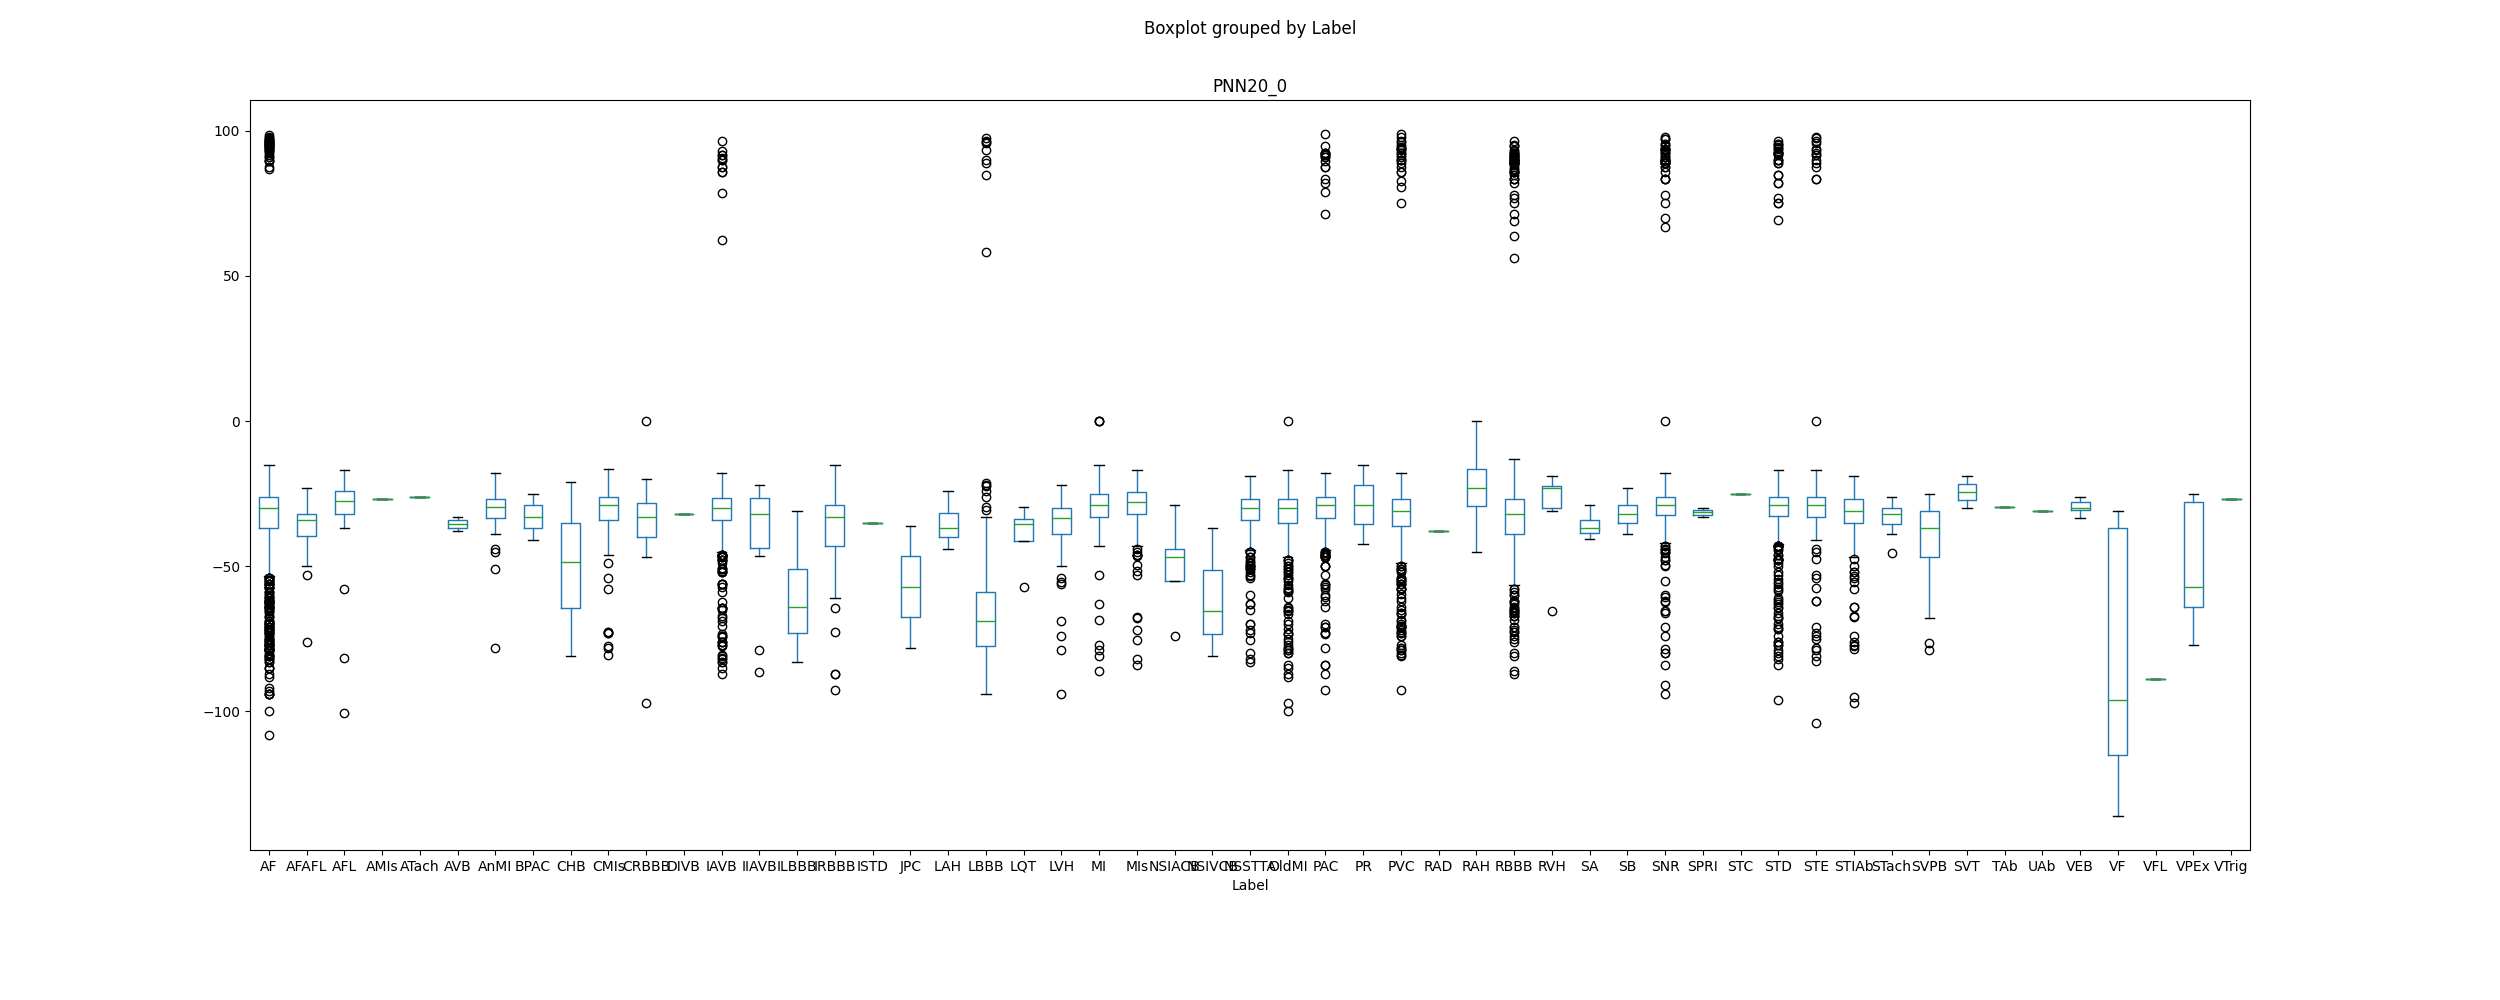 Boxplot grouped by Label
PNN20_0
100
50
0
−50
−100
AF AFAFL AFL AMIs ATach AVB AnMI BPAC CHB CMIs CRBBB DIVB IAVB IIAVB ILBBB IRBBB ISTD JPC LAH LBBB LQT LVH MI MIs NSIACB NSIVCB NSSTTA OldMI PAC PR PVC RAD RAH RBBB RVH SA SB SNR SPRI STC STD STE STIAb STach SVPB SVT TAb UAb VEB VF VFL VPEx VTrig
Label